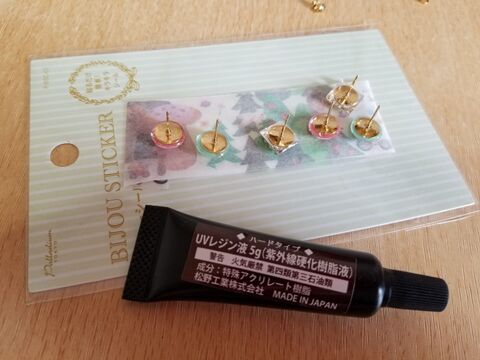 BIJOU STICKER
Palladium
ハードタイプ
UVレジン液 5g(紫外線硬化樹脂液)
警告 火気厳禁 第四類第三石油類
成分：特殊アクリレート樹脂
松野工業株式会社 MADE IN JAPAN